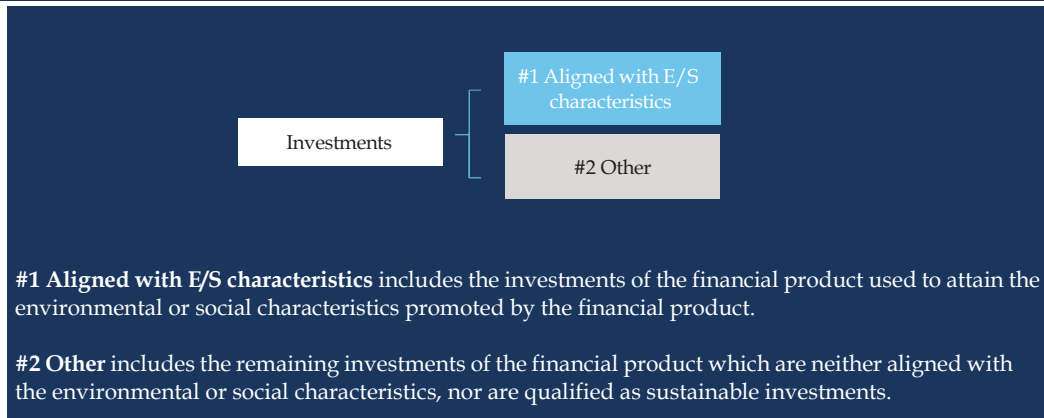 #1 Aligned with E/S
characteristics
Investments
#2 Other
#1 Aligned with E/S characteristics includes the investments of the financial product used to attain the
environmental or social characteristics promoted by the financial product.
#2 Other includes the remaining investments of the financial product which are neither aligned with
the environmental or social characteristics, nor are qualified as sustainable investments.